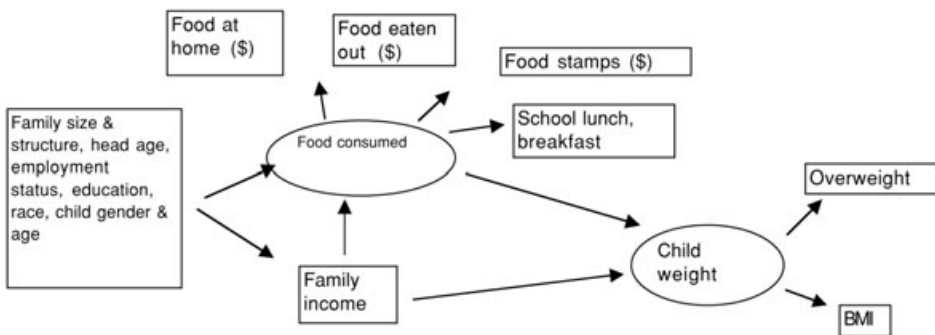 Food at
home ($)
Food eaten
out ($)
Food stamps ($)
Family size &
structure, head age,
employment
status, education,
race, child gender &
age
Food consumed
School lunch,
breakfast
Overweight
Child
weight
Family
income
BMI